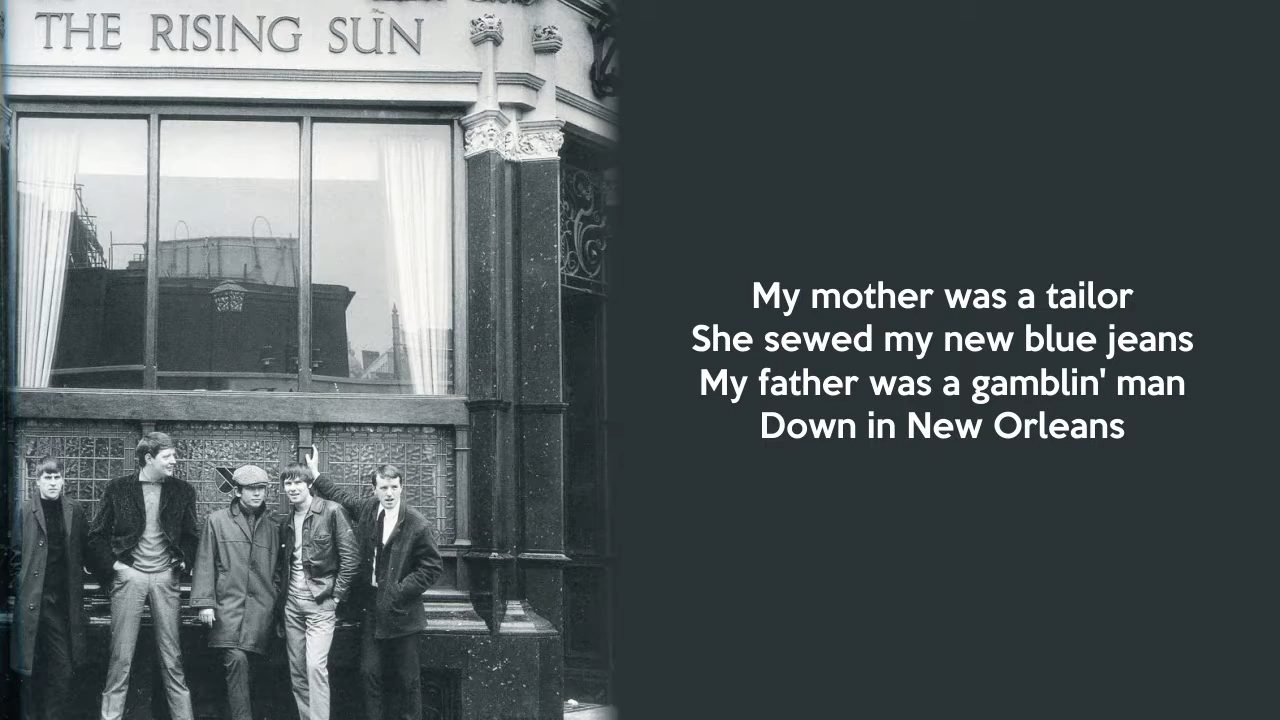 THE RISING SUN
My mother was a tailor
She sewed my new blue jeans
My father was a gamblin' man
Down in New Orleans